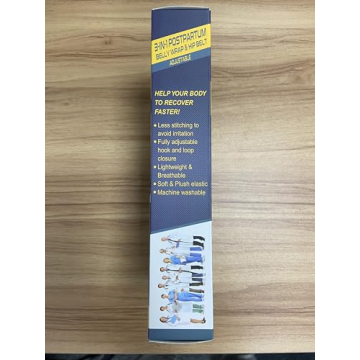 3-IN-1 POSTPARTUM
BELLY WRAP & HIP BELT
ADJUSTABLE
HELP YOUR BODY
TO RECOVER
FASTER!
• Less stitching to
avoid irritation
• Fully adjustable
hook and loop
closure
• Lightweight &
Breathable
• Soft & Plush elastic
• Machine washable